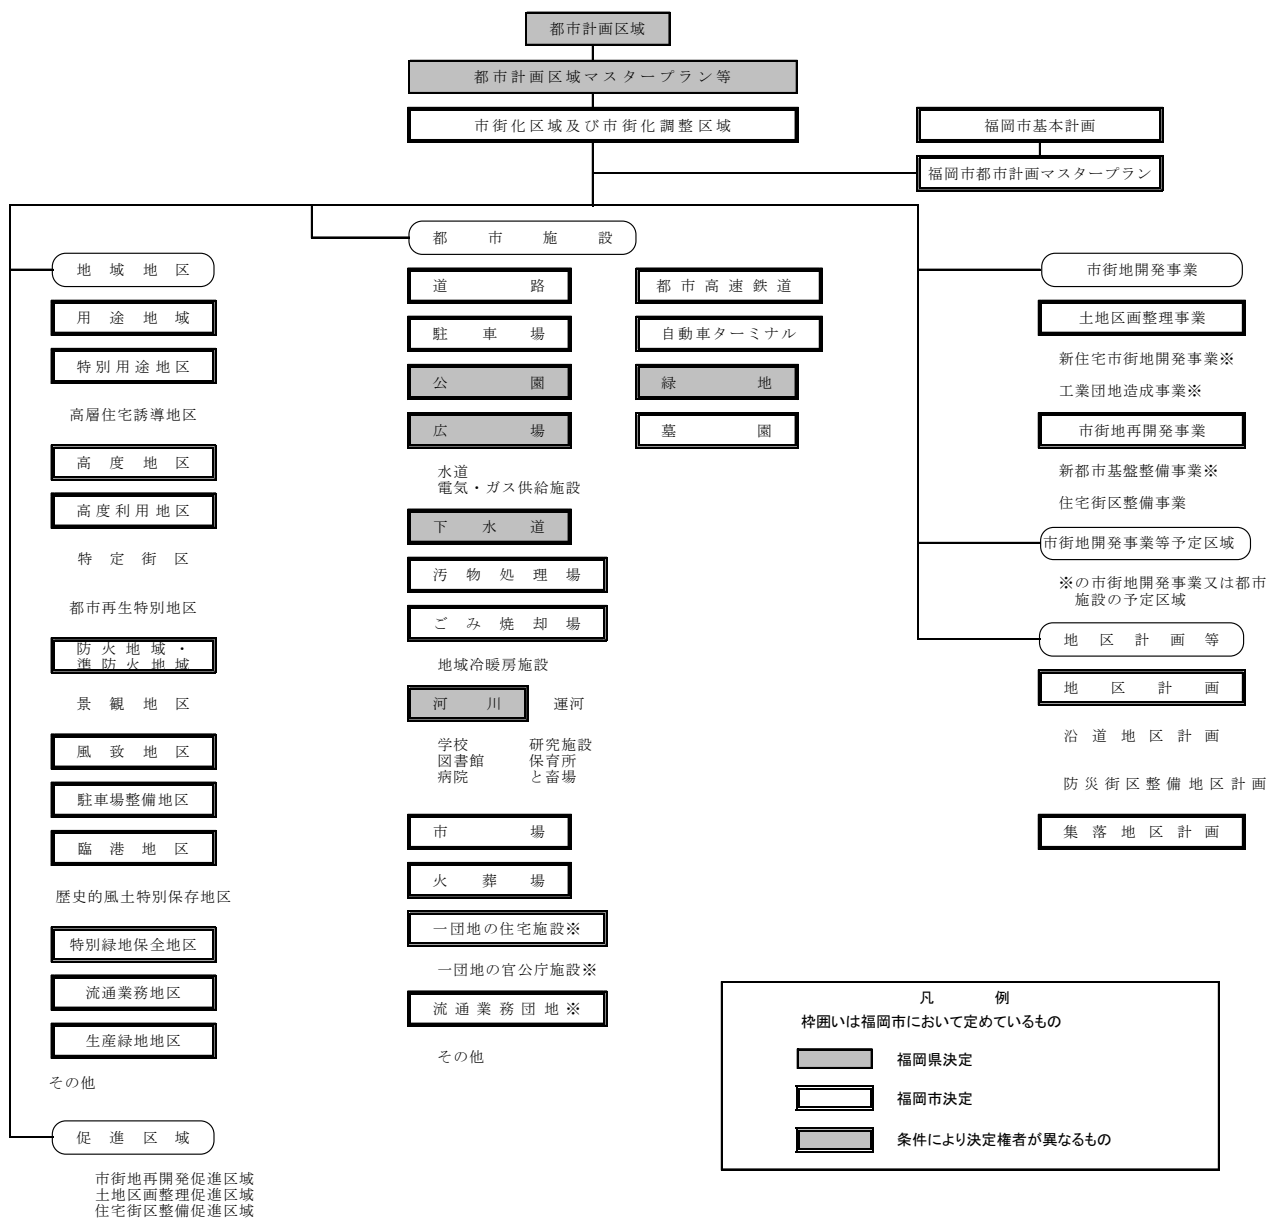 都市計画区域
都市計画区域マスタープラン等
市街化区域及び市街化調整区域
福岡市基本計画
福岡市都市計画マスタープラン
地域地区
用途地域
特別用途地区
高層住宅誘導地区
高度地区
高度利用地区
特定街区
都市再生特別地区
防火地域・
準防火地域
景観地区
風致地区
駐車場整備地区
臨港地区
歴史的風土特別保存地区
特別緑地保全地区
流通業務地区
生産緑地地区
その他
促進区域
市街地再開発促進区域
土地区画整理促進区域
住宅街区整備促進区域
都市施設
道路
都市高速鉄道
駐車場
自動車ターミナル
公園
緑地
広場
墓園
水道
電気・ガス供給施設
下水道
汚物処理場
ごみ焼却場
地域冷暖房施設
河川
運河
学校 研究施設
図書館 保育所
病院 と畜場
市場
火葬場
一団地の住宅施設※
一団地の官公庁施設※
流通業務団地※
その他
市街地開発事業
土地区画整理事業
新住宅市街地開発事業※
工業団地造成事業※
市街地再開発事業
新都市基盤整備事業※
住宅街区整備事業
市街地開発事業等予定区域
※の市街地開発事業又は都市
施設の予定区域
地区計画等
地区計画
沿道地区計画
防災街区整備地区計画
集落地区計画
凡例
枠囲いは福岡市において定めているもの
福岡県決定
福岡市決定
条件により決定権者が異なるもの